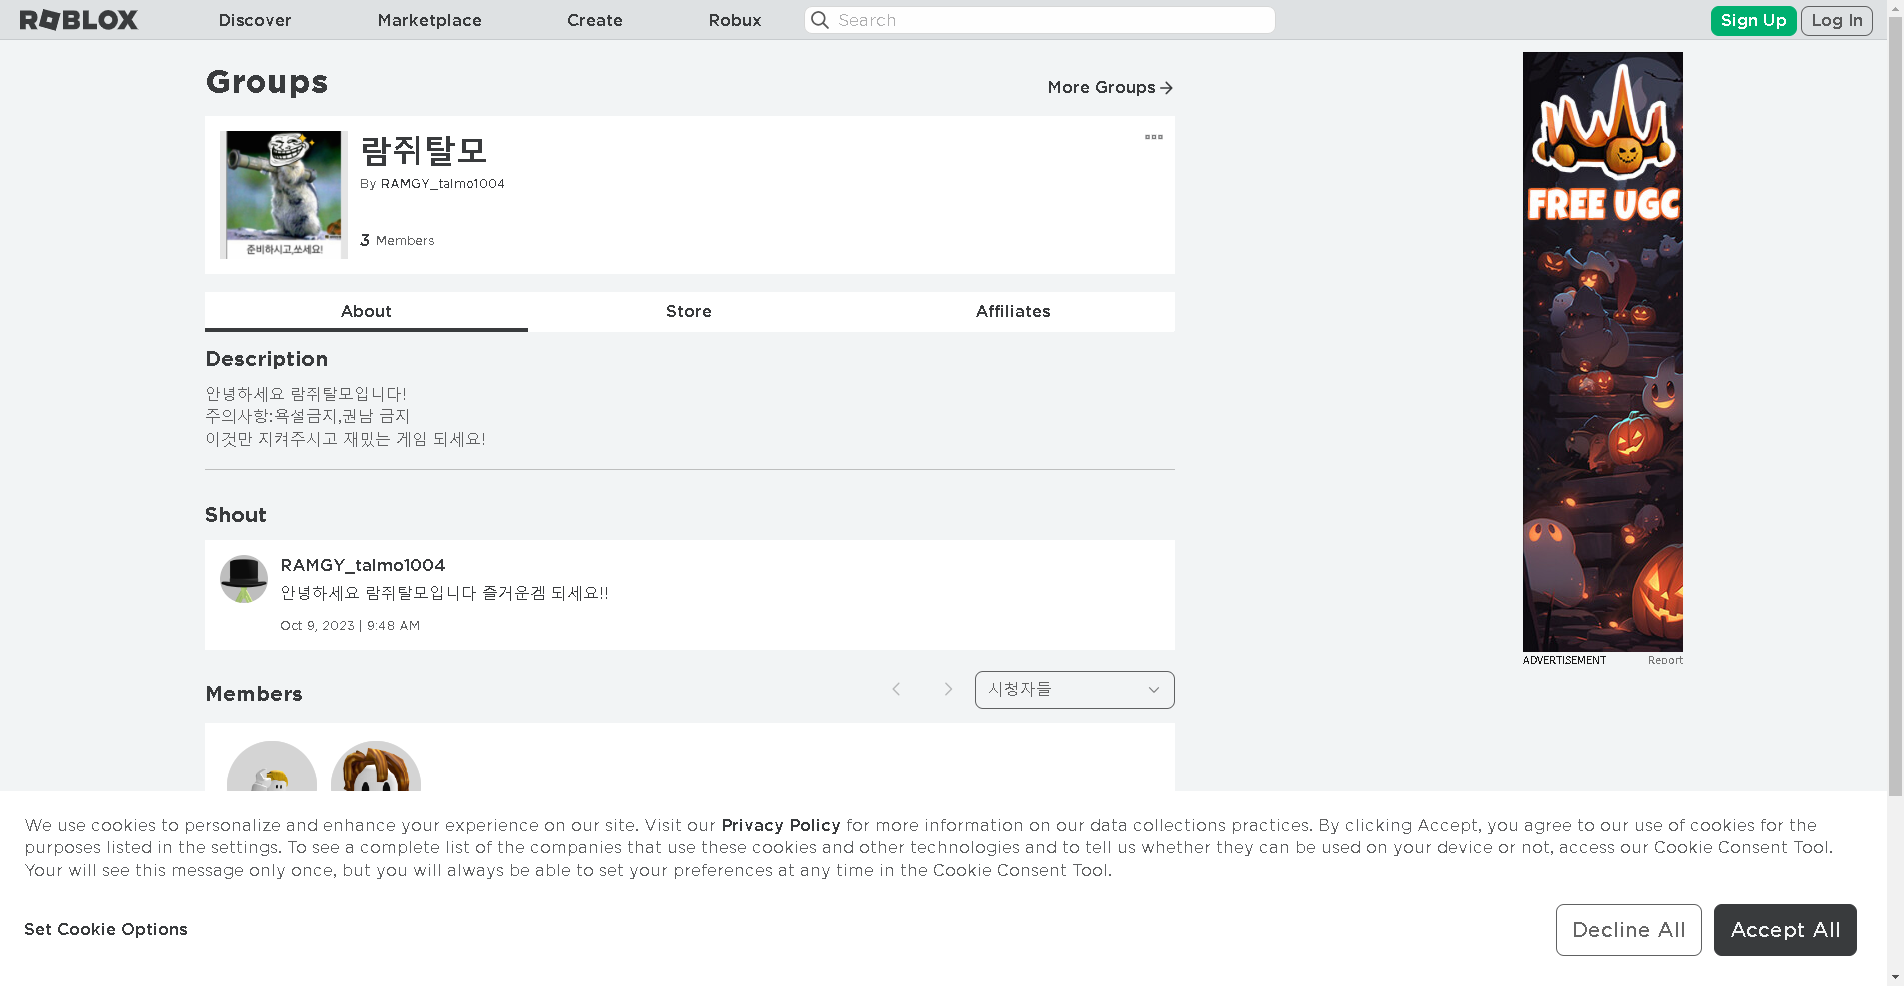 ROBLOX
Discover
Marketplace
Create
Robux
Search
Sign Up
Log In
Groups
More Groups
람쥐탈모
By RAMGY_talmo1004
3 Members
준비하시고,쏘세요!
About
Store
Affiliates
Description
안녕하세요 람쥐탈모입니다!
주의사항:욕설금지,권남 금지
이것만 지켜주시고 재밌는 게임 되세요!
Shout
RAMGY_talmo1004
안녕하세요 람쥐탈모입니다 즐거운겜 되세요!!
Oct 9, 2023 | 9:48 AM
Members
시청자들
FREE UGC
ADVERTISEMENT
Report
We use cookies to personalize and enhance your experience on our site. Visit our Privacy Policy for more information on our data collections practices. By clicking Accept, you agree to our use of cookies for the
purposes listed in the settings. To see a complete list of the companies that use these cookies and other technologies and to tell us whether they can be used on your device or not, access our Cookie Consent Tool.
Your will see this message only once, but you will always be able to set your preferences at any time in the Cookie Consent Tool.
Set Cookie Options
Decline All
Accept All